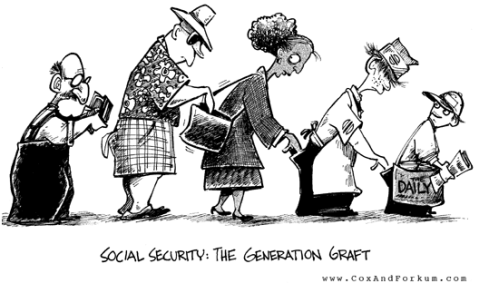 DAILY
SOCIAL SECURITY: THE GENERATION GRAFT
www.CoxAndForkum.com